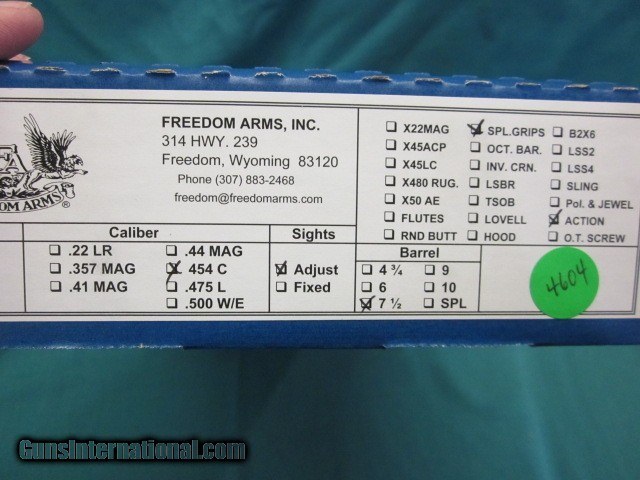 FREEDOM ARMS, INC.
314 HWY. 239
Freedom, Wyoming 83120
Phone (307) 883-2468
freedom@freedomarms.com
FA
DOM ARMS
®
X22MAG
X45ACP
X45LC
X480 RUG.
X50 AE
FLUTES
RND BUTT
SPL.GRIPS
OCT. BAR.
INV. CRN.
LSBR
TSOB
LOVELL
HOOD
B2X6
LSS2
LSS4
SLING
Pol. & JEWEL
ACTION
O.T. SCREW
Caliber
.22 LR
.357 MAG
.41 MAG
.44 MAG
454 C
.475 L
.500 W/E
Sights
Adjust
Fixed
Barrel
4 ¾
6
7 ½
9
10
SPL
4604
GunsInternational.com